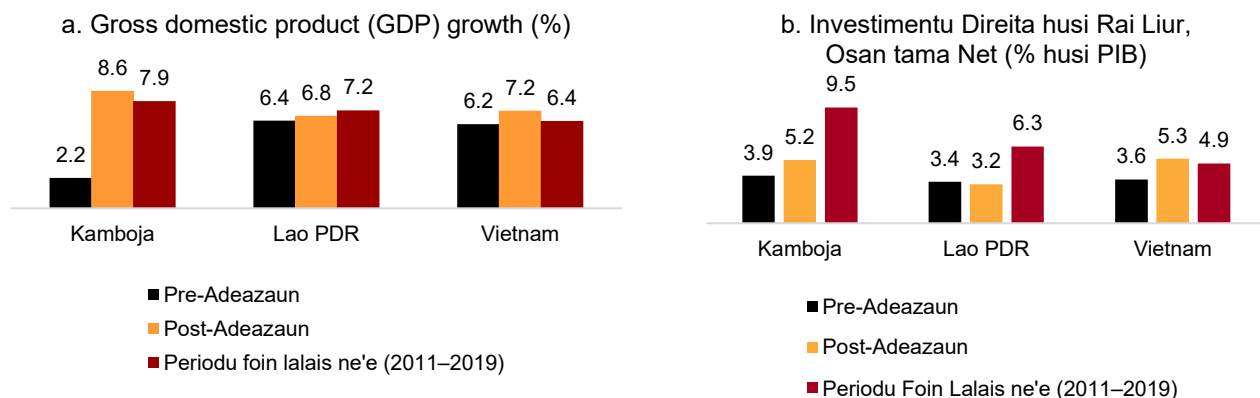 a. Gross domestic product (GDP) growth (%)
8.6
7.9
7.2
6.8
6.4
7.2
6.2
6.4
2.2
Kamboja
Lao PDR
Vietnam
Pre-Adeazaun
Post-Adeazaun
Periodu foin lalais ne'e (2011–2019)
b. Investimentu Direita husi Rai Liur,
Osan tama Net (% husi PIB)
9.5
6.3
5.2
5.3
4.9
3.9
3.4
3.2
3.6
Kamboja
Lao PDR
Vietnam
Pre-Adeazaun
Post-Adeazaun
Periodu Foin Lalais ne'e (2011–2019)